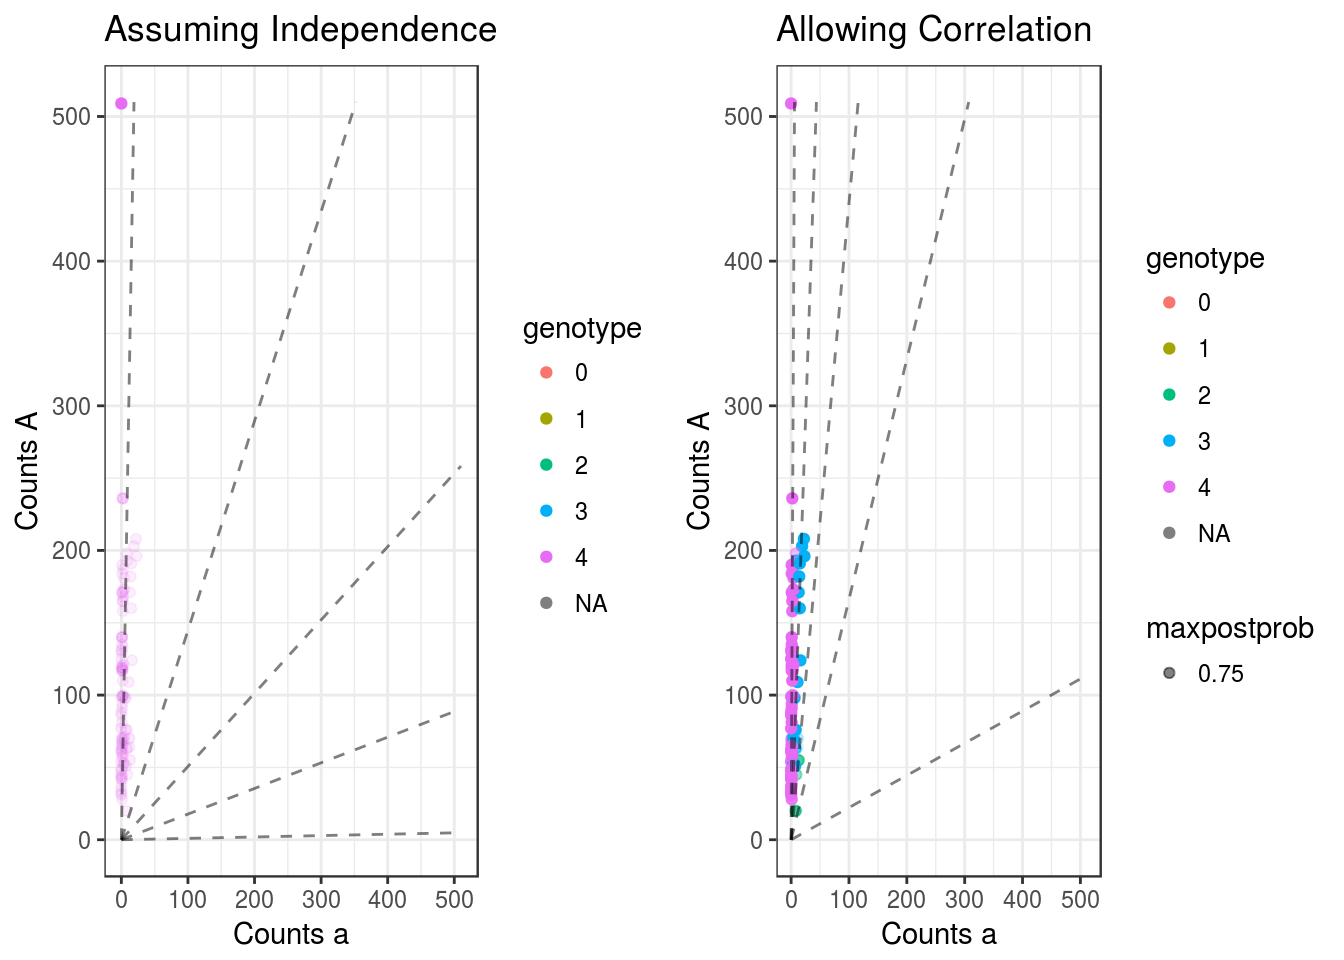 Assuming Independence
500
400
300
200
100
0
Counts A
0 100 200 300 400 500
Counts a
genotype
0
1
2
3
4
NA
Allowing Correlation
500
400
300
200
100
0
Counts A
0 100 200 300 400 500
Counts a
genotype
0
1
2
3
4
NA
maxpostprob
0.75